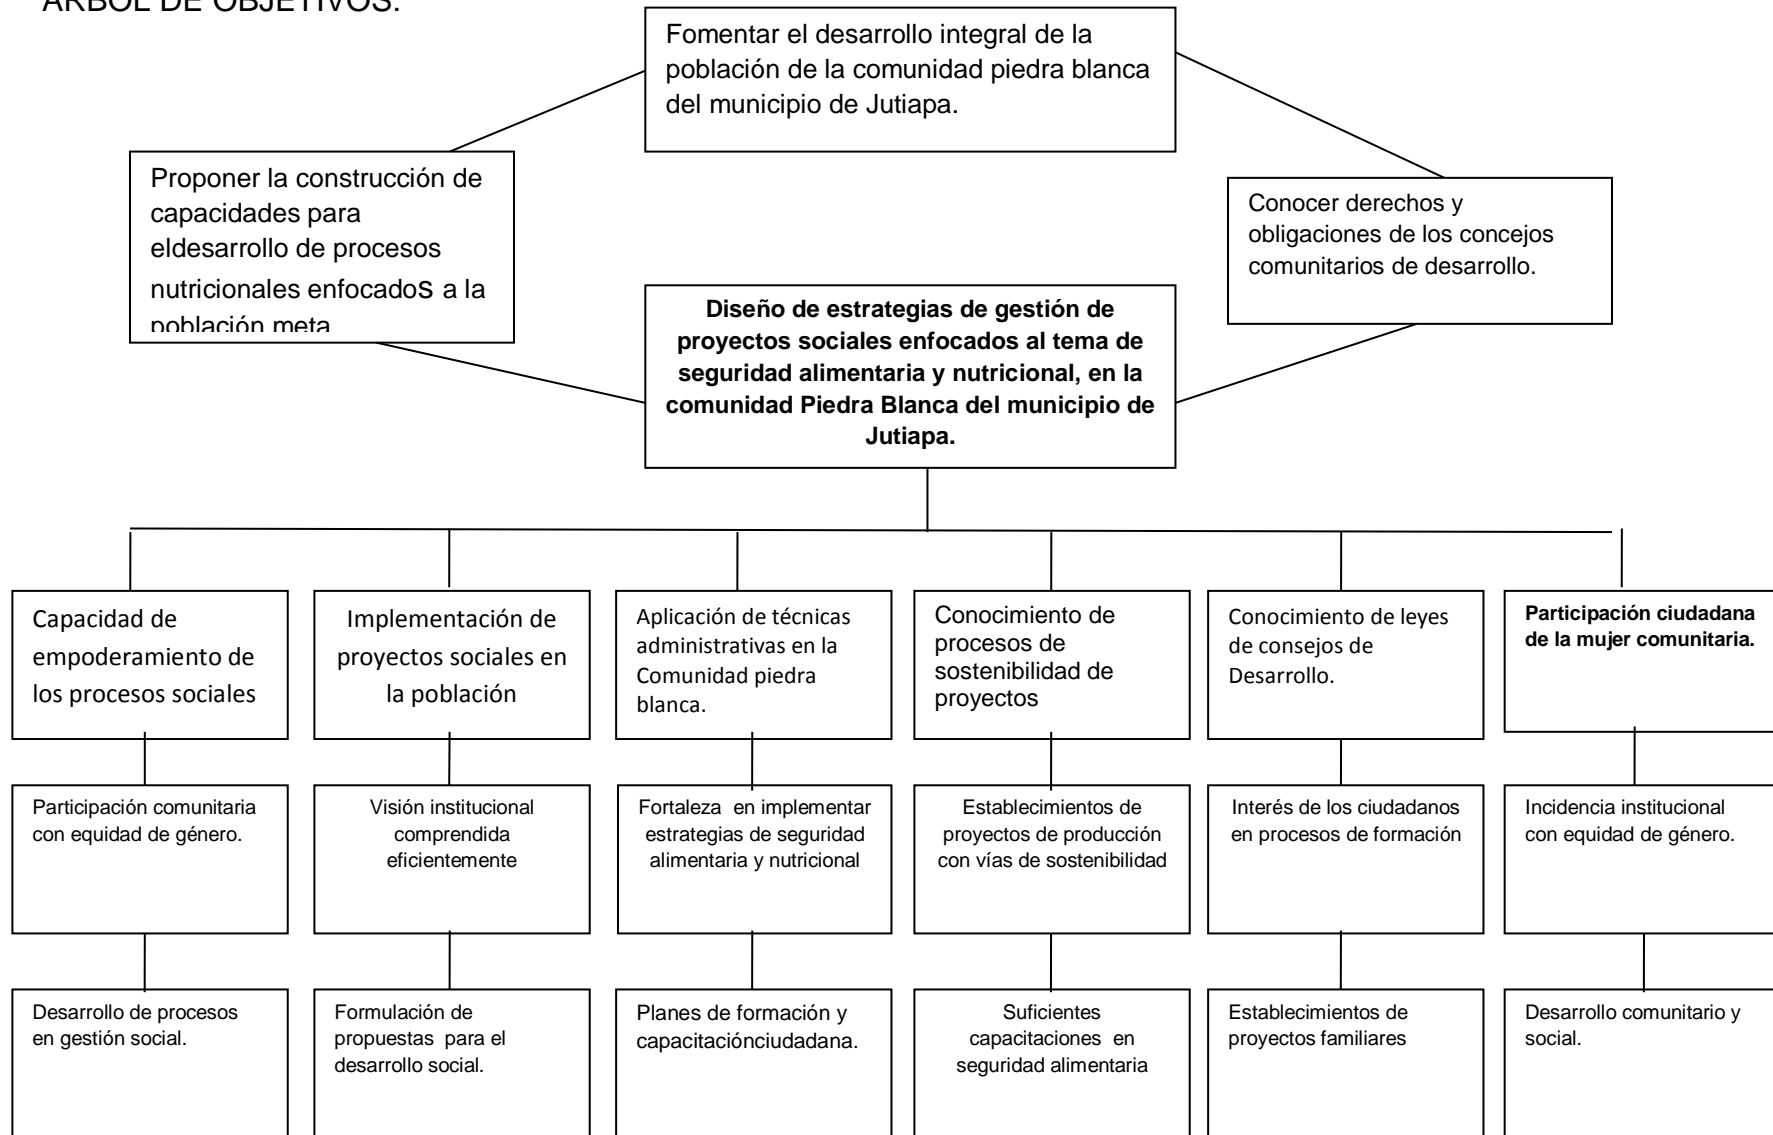 ÁRBOL DE OBJETIVOS.
Fomentar el desarrollo integral de la
población de la comunidad piedra blanca
del municipio de Jutiapa.
Proponer la construcción de
capacidades para
eldesarrollo de procesos
nutricionales enfocados a la
población meta
Conocer derechos y
obligaciones de los concejos
comunitarios de desarrollo.
Diseño de estrategias de gestión de
proyectos sociales enfocados al tema de
seguridad alimentaria y nutricional, en la
comunidad Piedra Blanca del municipio de
Jutiapa.
Capacidad de
empoderamiento de
los procesos sociales
Implementación de
proyectos sociales en
la población
Aplicación de técnicas
administrativas en la
Comunidad piedra
blanca.
Conocimiento de
procesos de
sostenibilidad de
proyectos
Conocimiento de leyes
de consejos de
Desarrollo.
Participación ciudadana
de la mujer comunitaria.
Participación comunitaria
con equidad de género.
Visión institucional
comprendida
eficientemente
Fortaleza en implementar
estrategias de seguridad
alimentaria y nutricional
Establecimientos de
proyectos de producción
con vías de sostenibilidad
Interés de los ciudadanos
en procesos de formación
Incidencia institucional
con equidad de género.
Desarrollo de procesos
en gestión social.
Formulación de
propuestas para el
desarrollo social.
Planes de formación y
capacitaciónciudadana.
Suficientes
capacitaciones en
seguridad alimentaria
Establecimientos de
proyectos familiares
Desarrollo comunitario y
social.